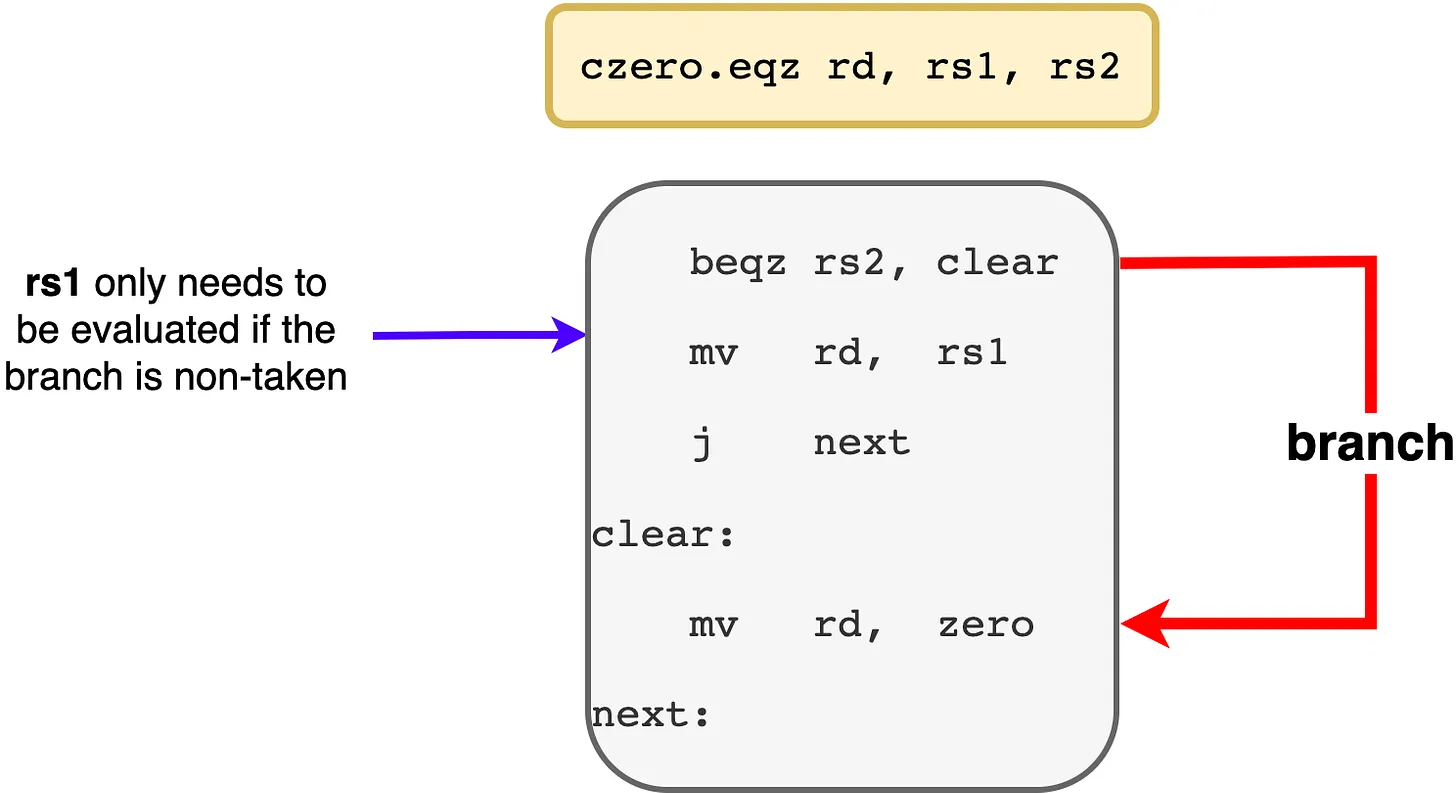 czero.eqz rd, rs1, rs2
rs1 only needs to
be evaluated if the
branch is non-taken
beqz rs2, clear
mv rd, rs1
j next
clear:
mv rd, zero
next:
branch